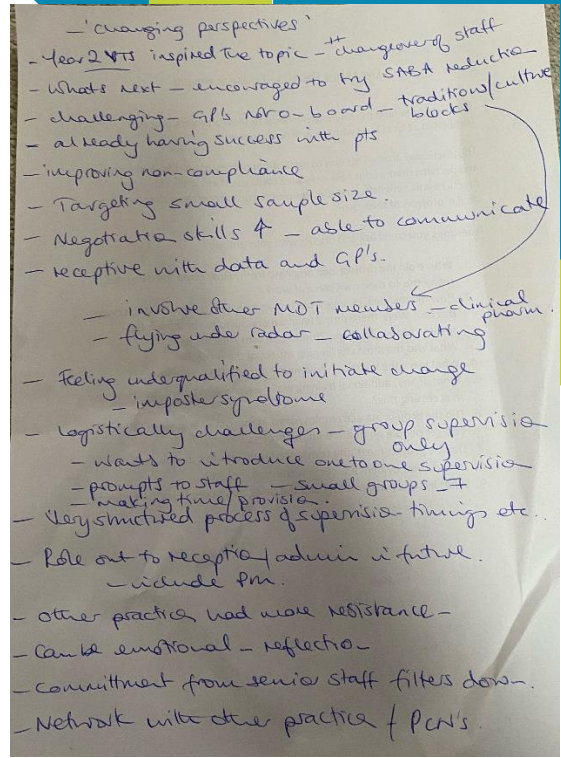 - 'changing perspectives'
- Year 2 VTS inspired the topic - ++ changeover of staff
- Whats next - encouraged to try SABA reduction
- challenging - GP's not on board - traditions/culture
blocks
- already having success with pts
- improving non-compliance
- Targeting small sample size.
- Negotiation skills ↑ - able to communicate
- receptive with data and GP's.
- involve other MDT members - clinical
pharm.
- flying under radar - collaborating
- Feeling underqualified to initiate change
- imposter syndrome
- Logistically challenges - group supervision
only
- wants to introduce one to one supervision
- prompts to staff - small groups - 7
- making time/provision.
- Very structured process of supervision timings etc..
- Role out to reception/admin in future.
- include pm.
- other practice had more resistance -
- Can be emotional - reflection
- Committment from senior staff filters down.
- Network with other practice / PCN's.